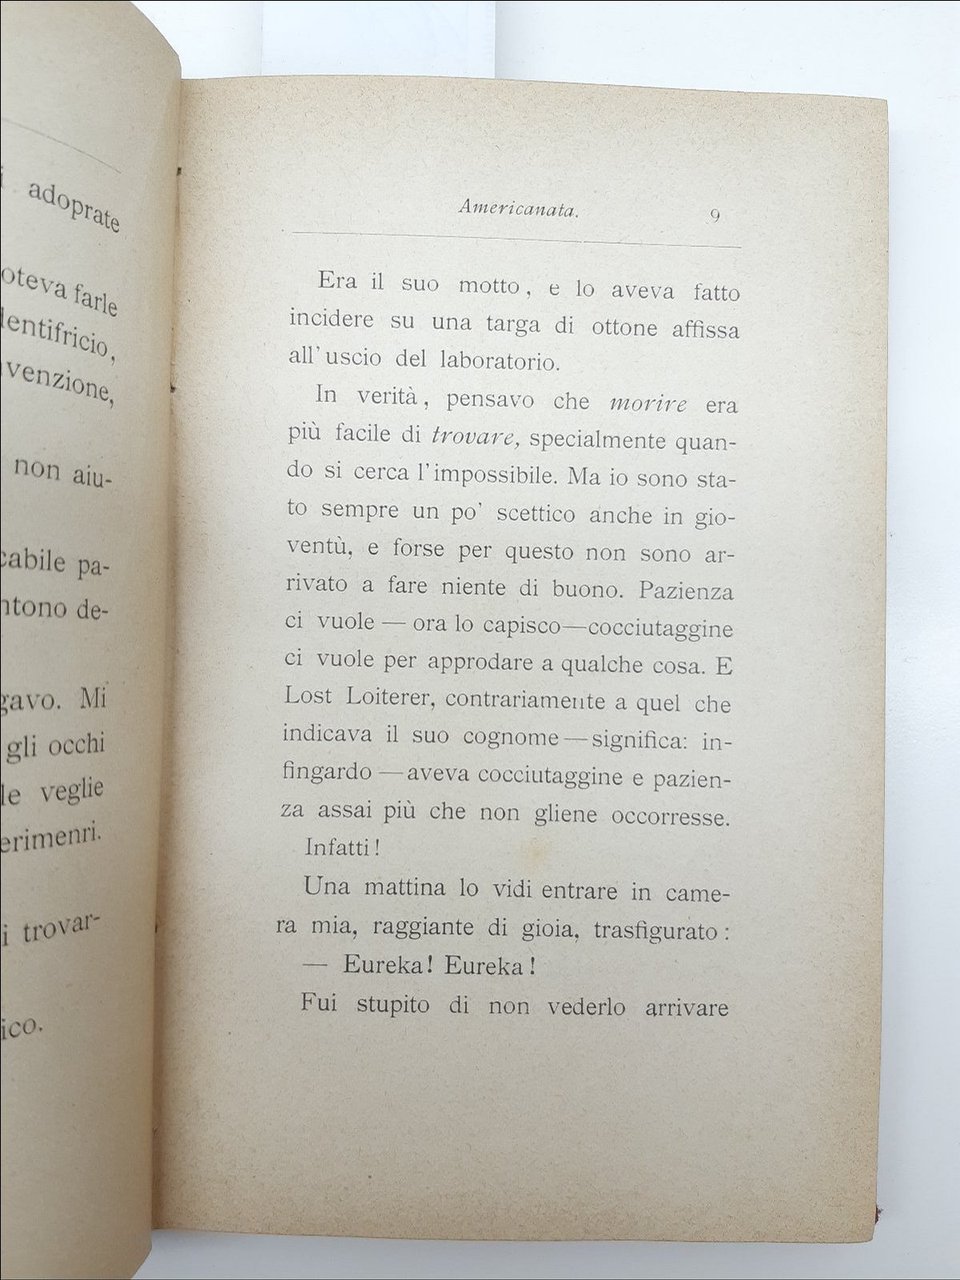 adoprate
oteva farle
lentifricio,
venzione,
non aiu-
cabile pa-
ntono de-
gavo. Mi
gli occhi
le veglie
erimenri.
i trovar-
ico.
Americanata. 9
Era il suo motto, e lo aveva fatto
incidere su una targa di ottone affissa
all'uscio del laboratorio.
In verità, pensavo che morire era
più facile di trovare, specialmente quan-
do si cerca l'impossibile. Ma io sono sta-
to sempre un po' scettico anche in gio-
ventù, e forse per questo non sono ar-
rivato a fare niente di buono. Pazienza
ci vuole — ora lo capisco — cocciutaggine
ci vuole per approdare a qualche cosa. E
Lost Loiterer, contrariamente a quel che
indicava il suo cognome — significa: in-
fingardo — aveva cocciutaggine e pazien-
za assai più che non gliene occorresse.
Infatti!
Una mattina lo vidi entrare in came-
ra mia, raggiante di gioia, trasfigurato:
— Eureka! Eureka!
Fui stupito di non vederlo arrivare